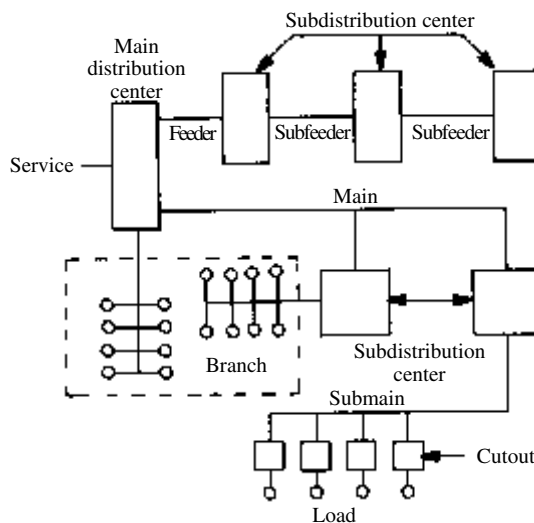 Subdistribution center
Main
distribution
center
Feeder
Subfeeder
Subfeeder
Service
Main
Branch
Subdistribution
center
Submain
Cutout
Load